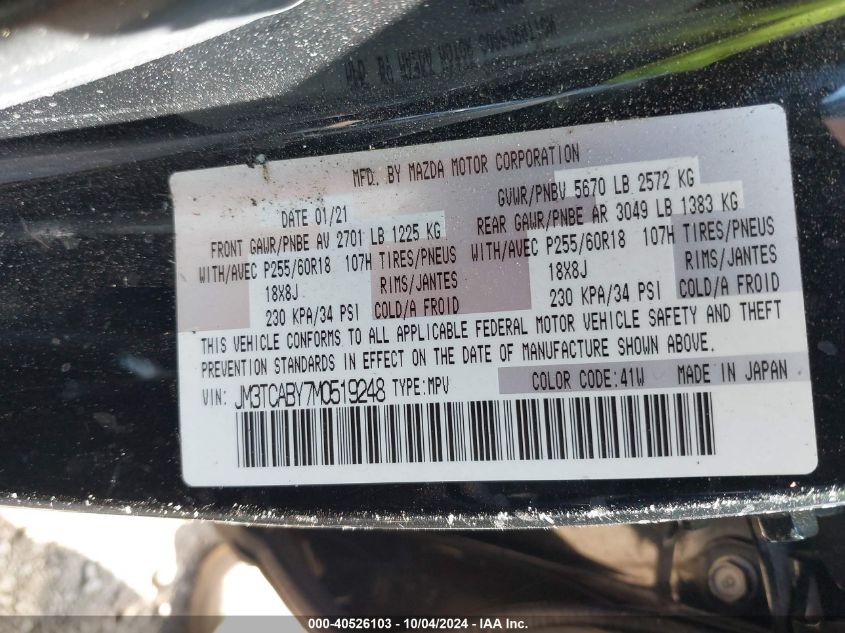 MFD. BY MAZDA MOTOR CORPORATION
DATE 01/21 GVWR/PNBV 5670 LB 2572 KG
FRONT GAWR/PNBE AV 2701 LB 1225 KG REAR GAWR/PNBE AR 3049 LB 1383 KG
WITH/AVEC P255/60R18 107H TIRES/PNEUS WITH/AVEC P255/60R18 107H TIRES/PNEUS
18X8J RIMS/JANTES 18X8J RIMS/JANTES
230 KPA/34 PSI COLD/A FROID 230 KPA/34 PSI COLD/A FROID
THIS VEHICLE CONFORMS TO ALL APPLICABLE FEDERAL MOTOR VEHICLE SAFETY AND THEFT
PREVENTION STANDARDS IN EFFECT ON THE DATE OF MANUFACTURE SHOWN ABOVE.
VIN: JM3TCABY7M0519248 TYPE:MPV COLOR CODE:41W MADE IN JAPAN
000-40526103 - 10/04/2024 - IAA Inc.